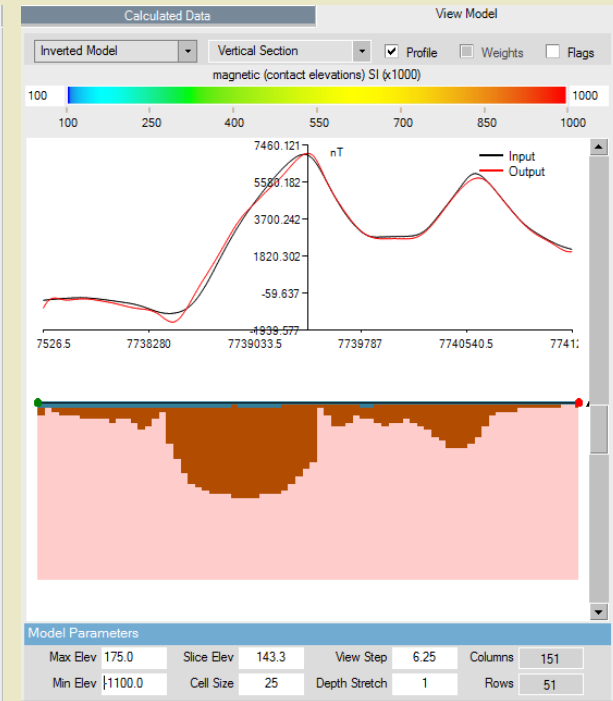 Calculated Data View Model
Inverted Model Vertical Section Profile Weights Flags
magnetic (contact elevations) SI (x1000)
100 1000
100 250 400 550 700 850 1000
7460.121 nT Input
5580.182 Output
3700.242
1820.302
-59.637
-1939.577
7526.5 7738280 7739033.5 7739787 7740540.5 77412
Model Parameters
Max Elev 175.0 Slice Elev 143.3 View Step 6.25 Columns 151
Min Elev -1100.0 Cell Size 25 Depth Stretch 1 Rows 51